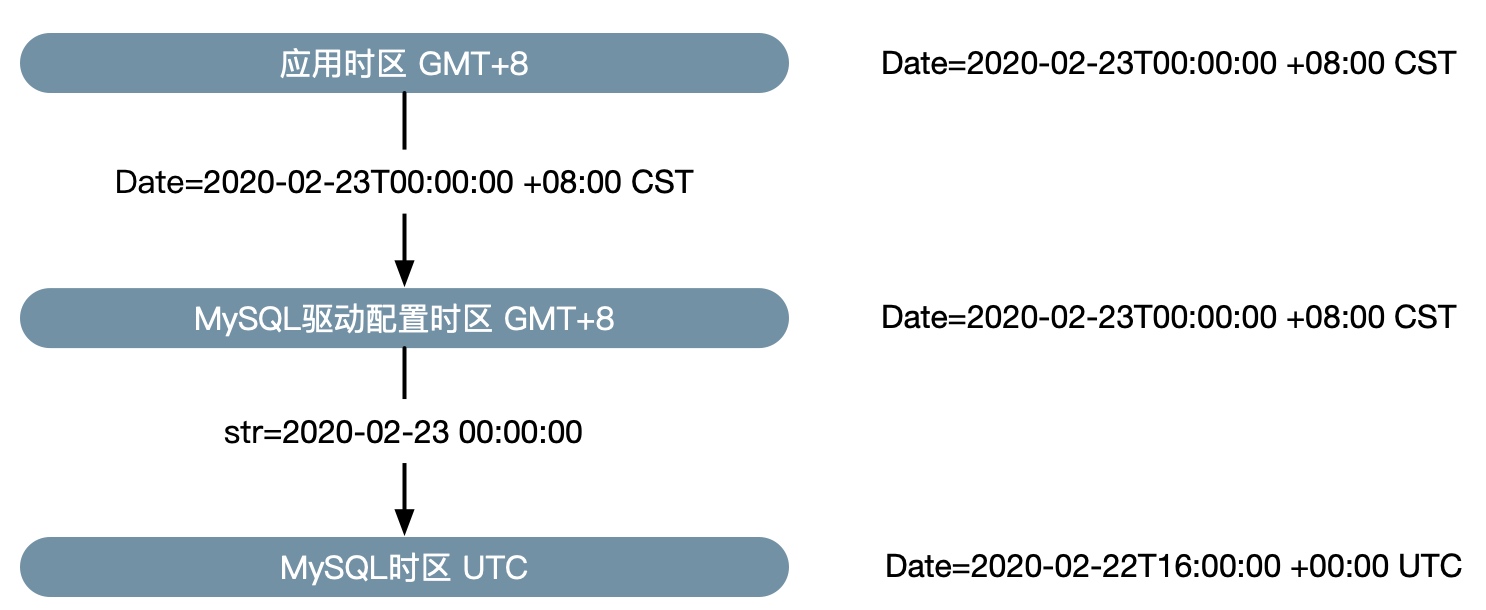 应用时区 GMT+8
Date=2020-02-23T00:00:00 +08:00 CST
Date=2020-02-23T00:00:00 +08:00 CST
MySQL驱动配置时区 GMT+8
Date=2020-02-23T00:00:00 +08:00 CST
str=2020-02-23 00:00:00
MySQL时区 UTC
Date=2020-02-22T16:00:00 +00:00 UTC